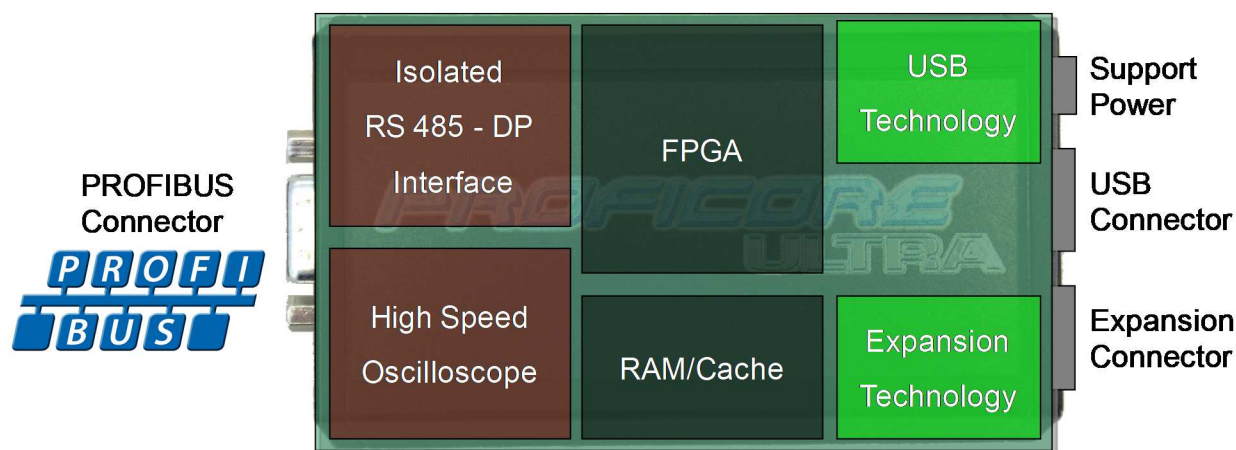 PROFIBUS
Connector
PROFI
BUS
Isolated
RS 485 - DP
Interface
High Speed
Oscilloscope
FPGA
RAM/Cache
PROFICORE
ULTRA
USB
Technology
Expansion
Technology
Support
Power
USB
Connector
Expansion
Connector